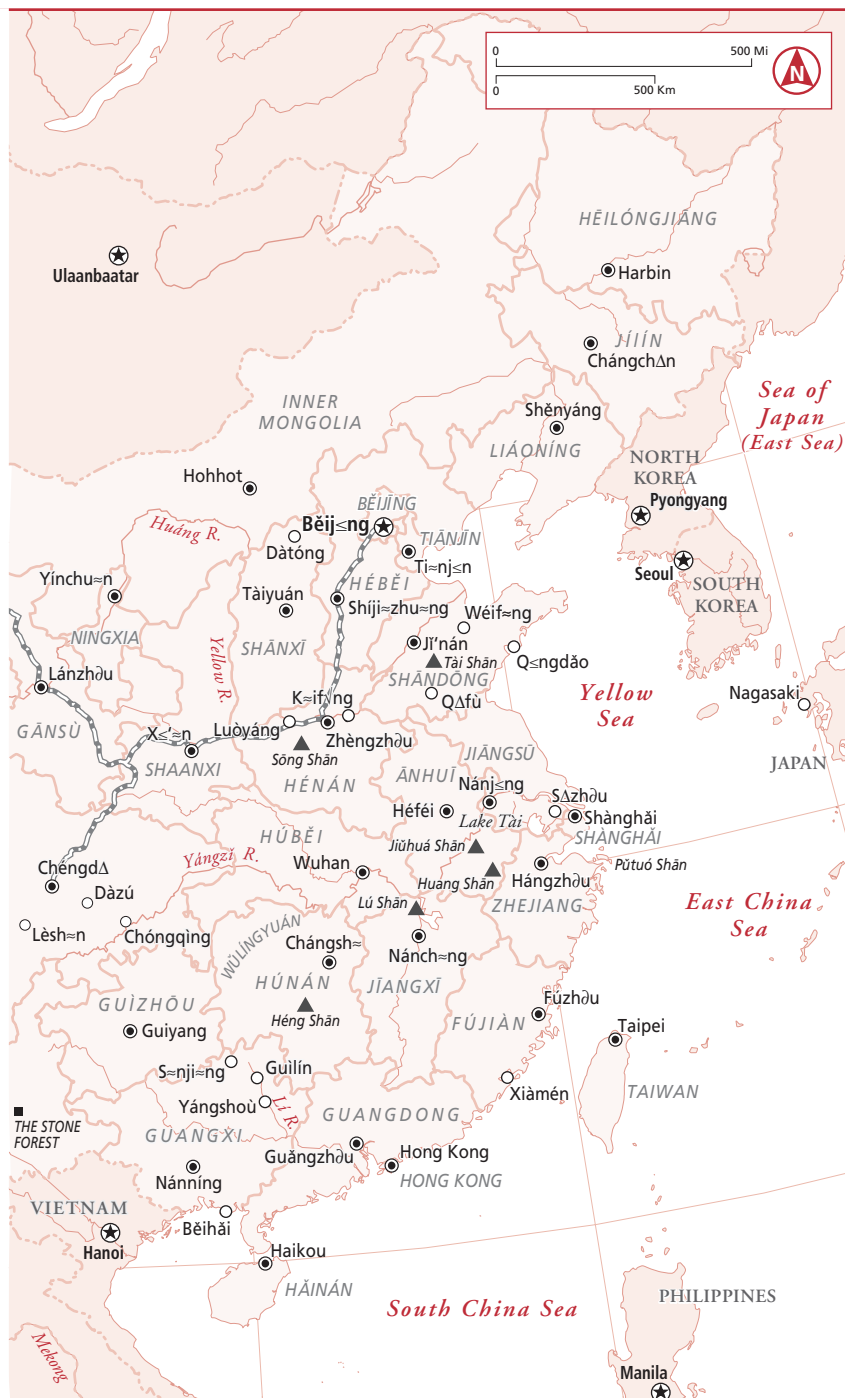 0 500 Mi
0 500 Km
N
HĒILÓNGJIĀNG
Ulaanbaatar
Harbin
JÍIÍN
Chángch∆n
Sea of
Japan
(East Sea)
INNER
MONGOLIA
Shěnyáng
LIÁONÍNG
NORTH
KOREA
Hohhot
Pyongyang
BĚIJĪNG
Běij≤ng
Huáng R.
Dàtóng
TIĀNJĪN
Ti≈nj≤n
Seoul
SOUTH
KOREA
Yínchu≈n
HÉBĚI
Tàiyuán
Shíji≈zhu≈ng
Wéif≈ng
NINGXIA
Yellow R.
SHĀNXĪ
Jǐ'nán
Tài Shān
Q≤ngdǎo
Lánzh∂u
SHĀNDŌNG
Q∆fù
Yellow
Sea
Nagasaki
GĀNSÙ
X≤'≈n
Luòyáng
Zhèngzh∂u
JIĀNGSŪ
JAPAN
SHAANXI
Sōng Shān
HÉNÁN
ĀNHUĪ
Nánj≤ng
Héféi
Lake Tài
S∆zh∂u
Shànghǎi
HÚBĚI
Jiǔhuá Shān
SHÀNGHǍI
Chéngd∆
Yángzǐ R.
Wuhan
Huang Shān
Hángzh∂u
Pǔtuó Shān
Dàzú
Lú Shān
ZHEJIANG
East China
Sea
Lèsh≈n
Chóngqìng
WǓLÍNGYUÁN
Chángsh≈
Nánch≈ng
HÚNÁN
JĪANGXĪ
GUÌZHŌU
Héng Shān
FÚJIÀN
Fúzh∂u
Guiyang
Taipei
S≈nji≈ng
Guìlín
Xiàmén
TAIWAN
Yángshoù
Lí R.
THE STONE
FOREST
GUANGDONG
GUANGXI
Guǎngzh∂u
Hong Kong
Nánníng
HONG KONG
VIETNAM
Běihǎi
Hanoi
Haikou
HǍINÁN
South China Sea
PHILIPPINES
Mekong
Manila